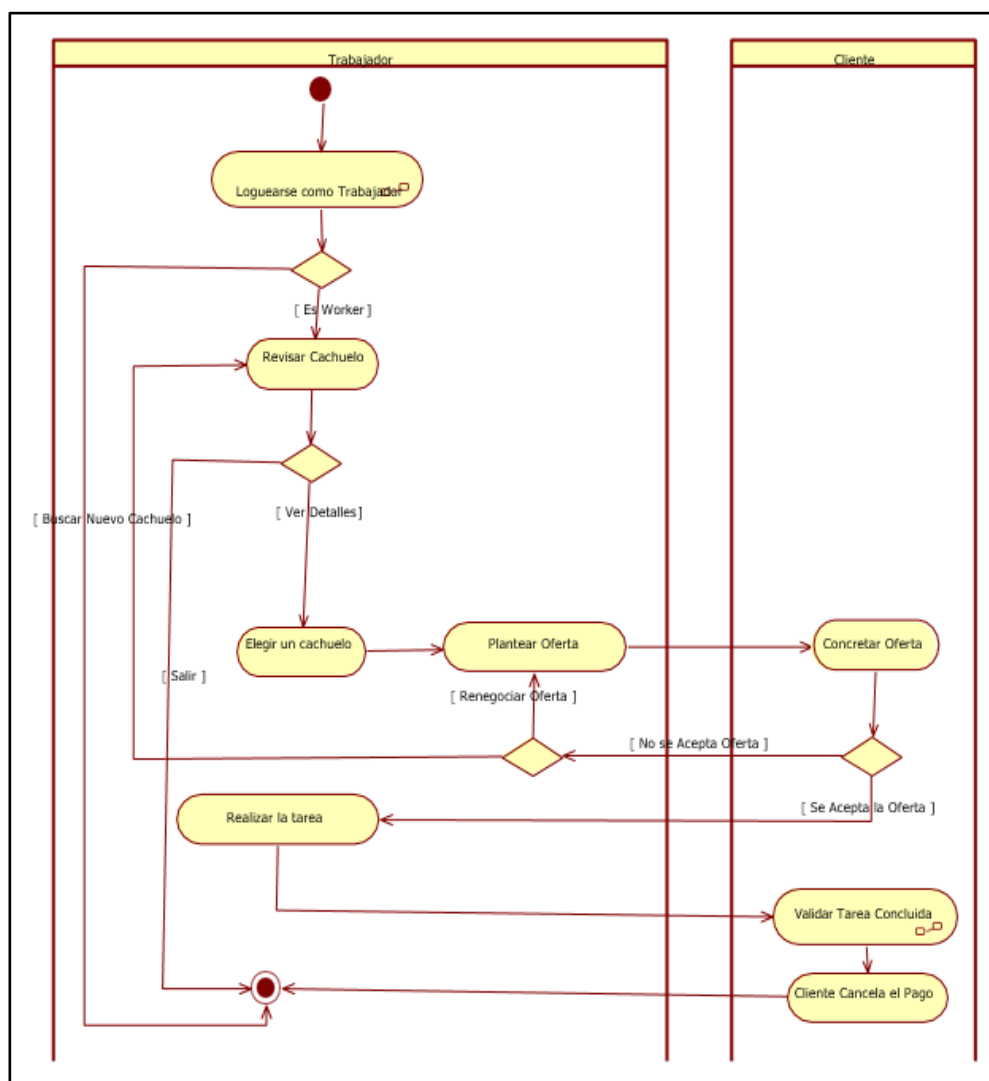 Trabajador
Cliente
Loguearse como Trabajador
[ Es Worker ]
Revisar Cachuelo
[ Ver Detalles]
[ Buscar Nuevo Cachuelo ]
Elegir un cachuelo
Plantear Oferta
Concretar Oferta
[ Salir ]
[ Renegociar Oferta ]
[ No se Acepta Oferta ]
[ Se Acepta la Oferta ]
Realizar la tarea
Validar Tarea Concluida
Cliente Cancela el Pago